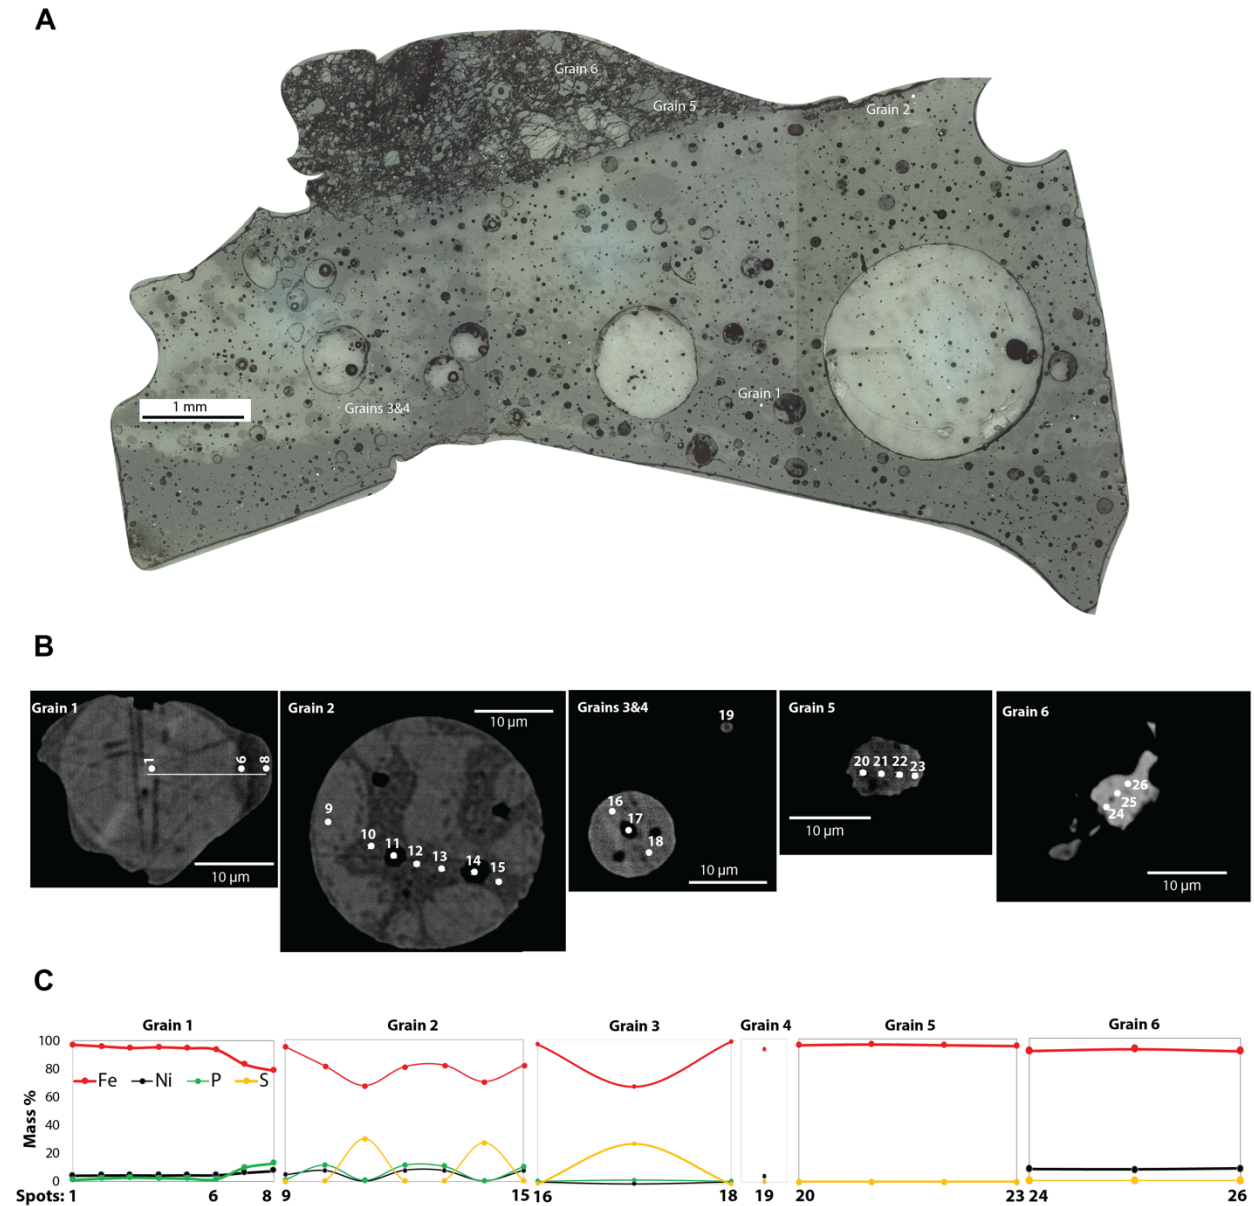 A
Grain 6
Grain 5
Grain 2
1 mm
Grains 3&4
Grain 1
B
Grain 1
1
6
8
10 µm
Grain 2
10 µm
9
10
11
12
13
14
15
Grains 3&4
19
16
17
18
10 µm
Grain 5
20 21 22 23
10 µm
Grain 6
26
25
24
10 µm
C
Grain 1
Grain 2
Grain 3
Grain 4
Grain 5
Grain 6
100
80
60
40
20
0
Mass %
Fe Ni P S
Spots: 1 6 8 9 15 16 18 19 20 23 24 26